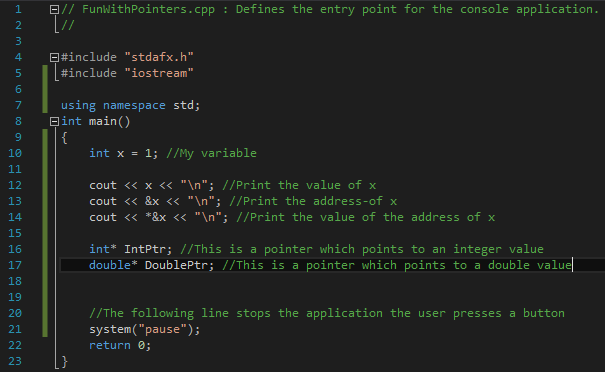 1 // FunWithPointers.cpp : Defines the entry point for the console application.
2 //
3
4 #include "stdafx.h"
5 #include "iostream"
6
7 using namespace std;
8 int main()
9 {
10 int x = 1; //My variable
11
12 cout << x << "\n"; //Print the value of x
13 cout << &x << "\n"; //Print the address-of x
14 cout << *&x << "\n"; //Print the value of the address of x
15
16 int* IntPtr; //This is a pointer which points to an integer value
17 double* DoublePtr; //This is a pointer which points to a double value
18
19
20 //The following line stops the application the user presses a button
21 system("pause");
22 return 0;
23 }